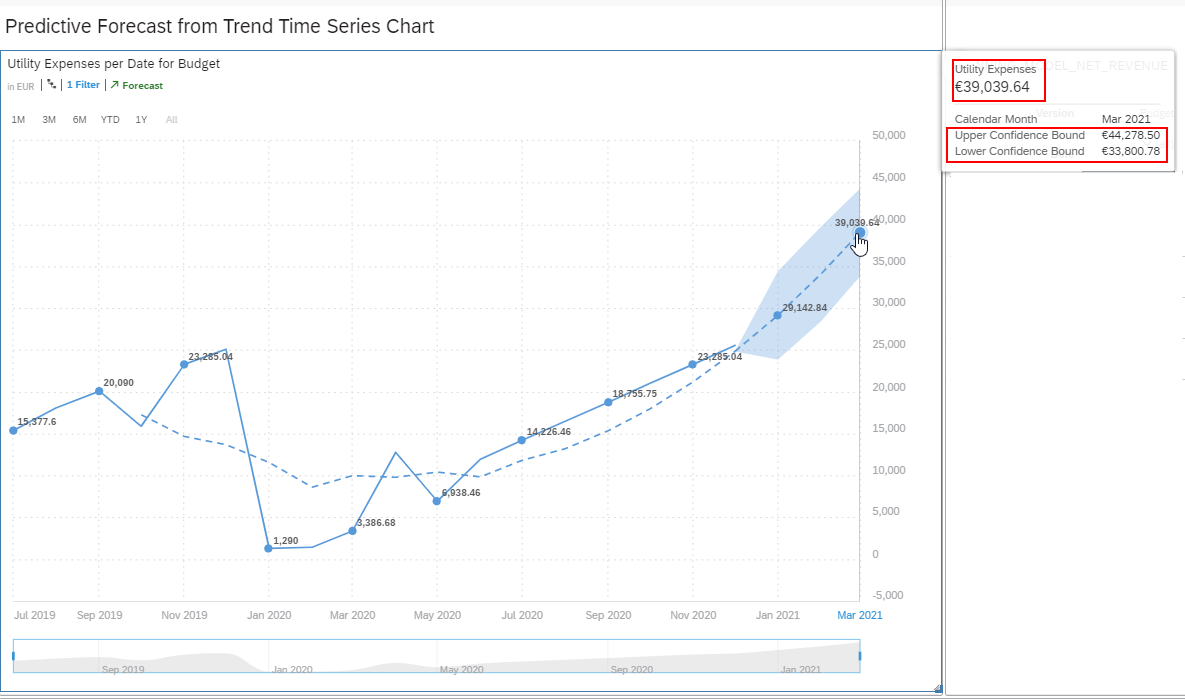 Predictive Forecast from Trend Time Series Chart
Utility Expenses per Date for Budget
in EUR | 1 Filter | Forecast
1M 3M 6M YTD 1Y All
50,000
45,000
40,000
35,000
30,000
25,000
20,000
15,000
10,000
5,000
0
-5,000
15,377.6
20,090
23,285.04
1,290
3,386.68
6,938.46
14,226.46
18,755.75
23,285.04
29,142.84
39,039.64
Jul 2019 Sep 2019 Nov 2019 Jan 2020 Mar 2020 May 2020 Jul 2020 Sep 2020 Nov 2020 Jan 2021 Mar 2021
Sep 2019 Jan 2020 May 2020 Sep 2020 Jan 2021
Utility Expenses
€39,039.64
DEL_NET_REVENUE
Version Budget
Calendar Month Mar 2021
Upper Confidence Bound €44,278.50
Lower Confidence Bound €33,800.78